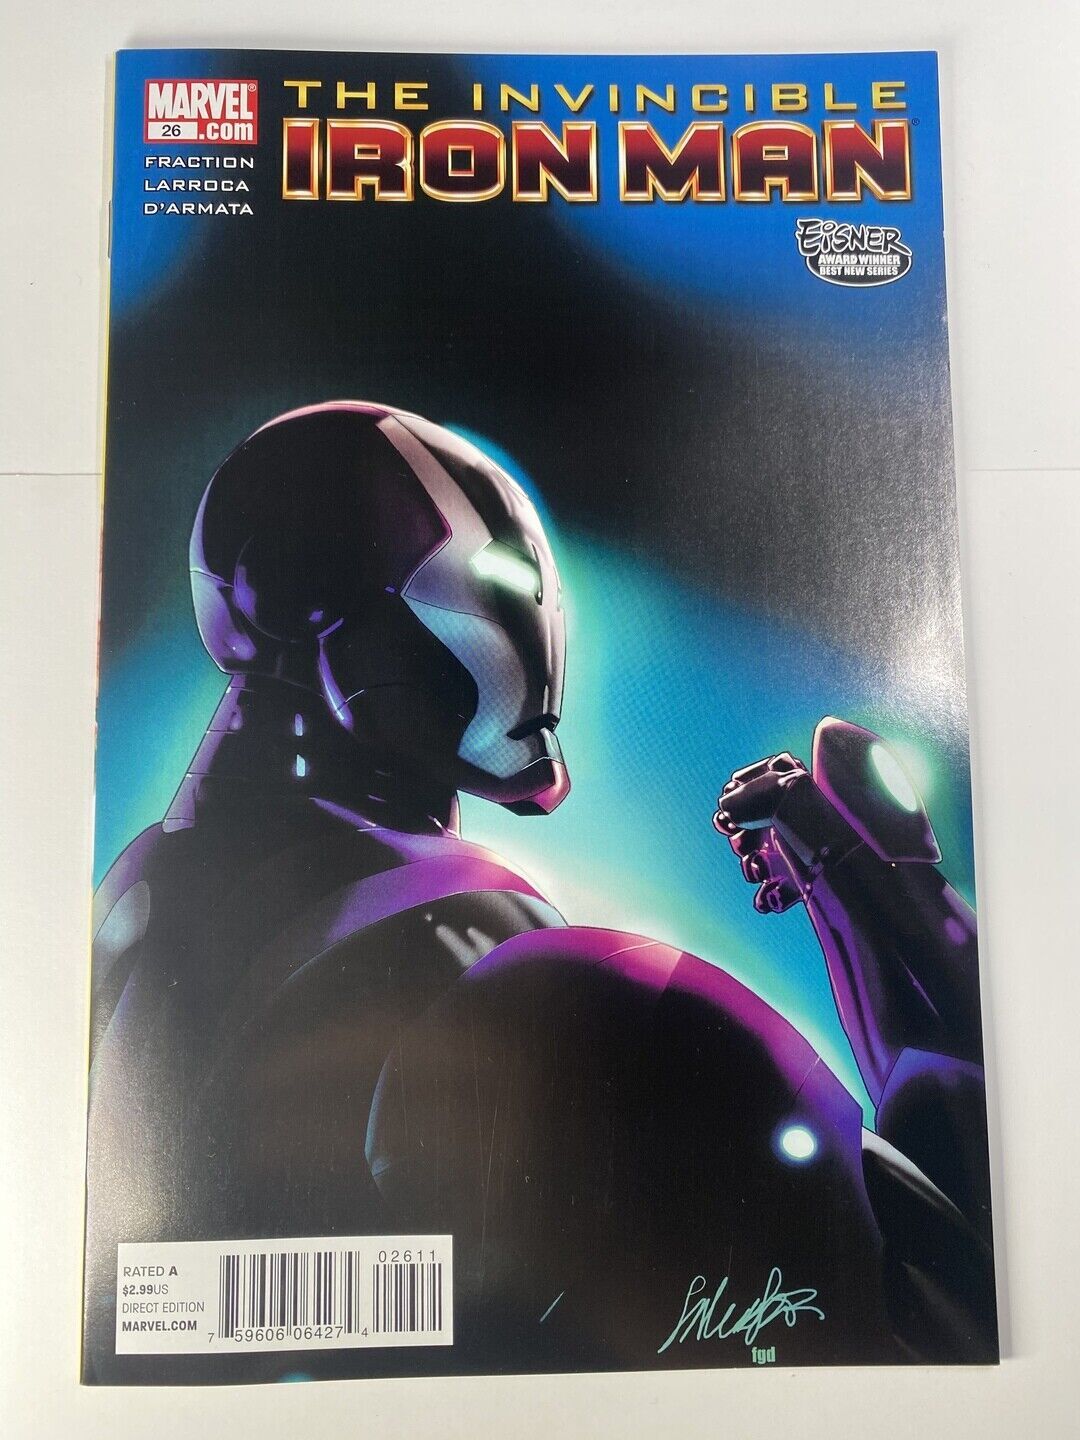 MARVEL®
26 .com
FRACTION
LARROCA
D'ARMATA
THE INVINCIBLE
IRON MAN®
EISNER
AWARD WINNER
BEST NEW SERIES
RATED A
$2.99US
DIRECT EDITION
MARVEL.COM
02611
7 59606 06427 4
fgd